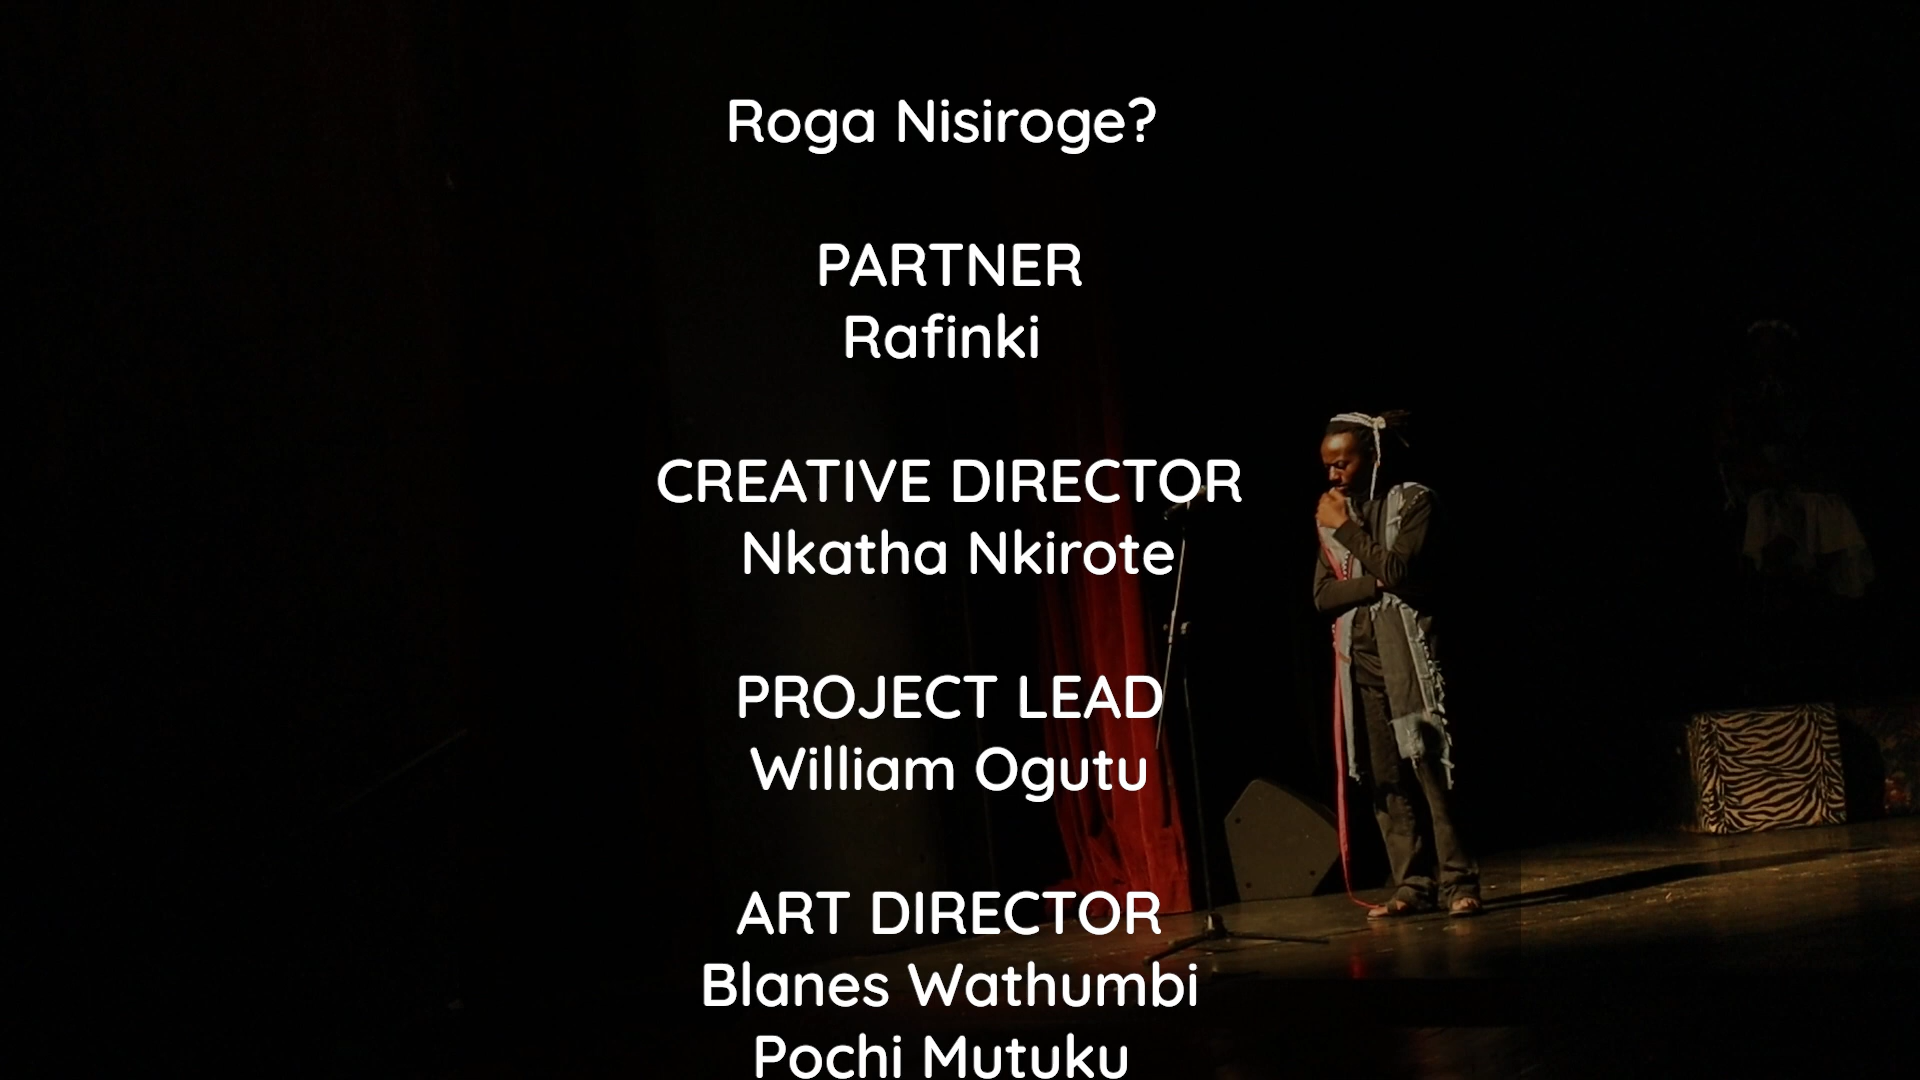 Roga Nisiroge?
PARTNER
Rafinki
CREATIVE DIRECTOR
Nkatha Nkirote
PROJECT LEAD
William Ogutu
ART DIRECTOR
Blanes Wathumbi
Pochi Mutuku